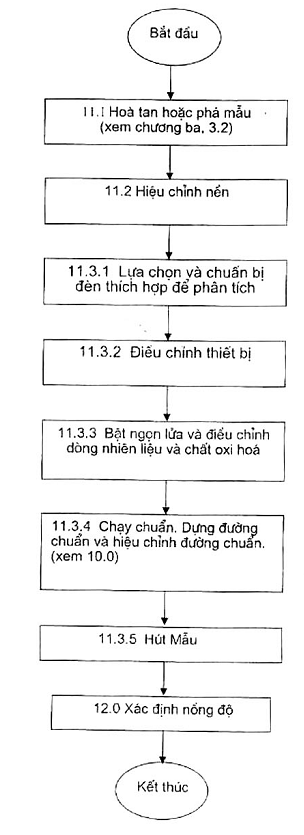 Bắt đầu
11.1 Hoà tan hoặc phá mẫu
(xem chương ba, 3.2)
11.2 Hiệu chỉnh nền
11.3.1 Lựa chọn và chuẩn bị
đèn thích hợp để phân tích
11.3.2 Điều chỉnh thiết bị
11.3.3 Bật ngọn lửa và điều chỉnh
dòng nhiên liệu và chất oxi hoá
11.3.4 Chạy chuẩn. Dựng đường
chuẩn và hiệu chỉnh đường chuẩn.
(xem 10.0)
11.3.5 Hút Mẫu
12.0 Xác định nồng độ
Kết thúc